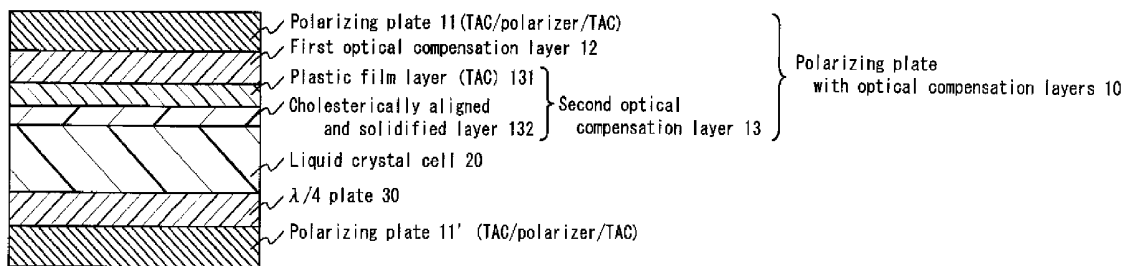 Polarizing plate 11(TAC/polarizer/TAC)
First optical compensation layer 12
Plastic film layer (TAC) 131
Cholesterically aligned
and solidified layer 132
Second optical
compensation layer 13
Polarizing plate
with optical compensation layers 10
Liquid crystal cell 20
λ/4 plate 30
Polarizing plate 11' (TAC/polarizer/TAC)